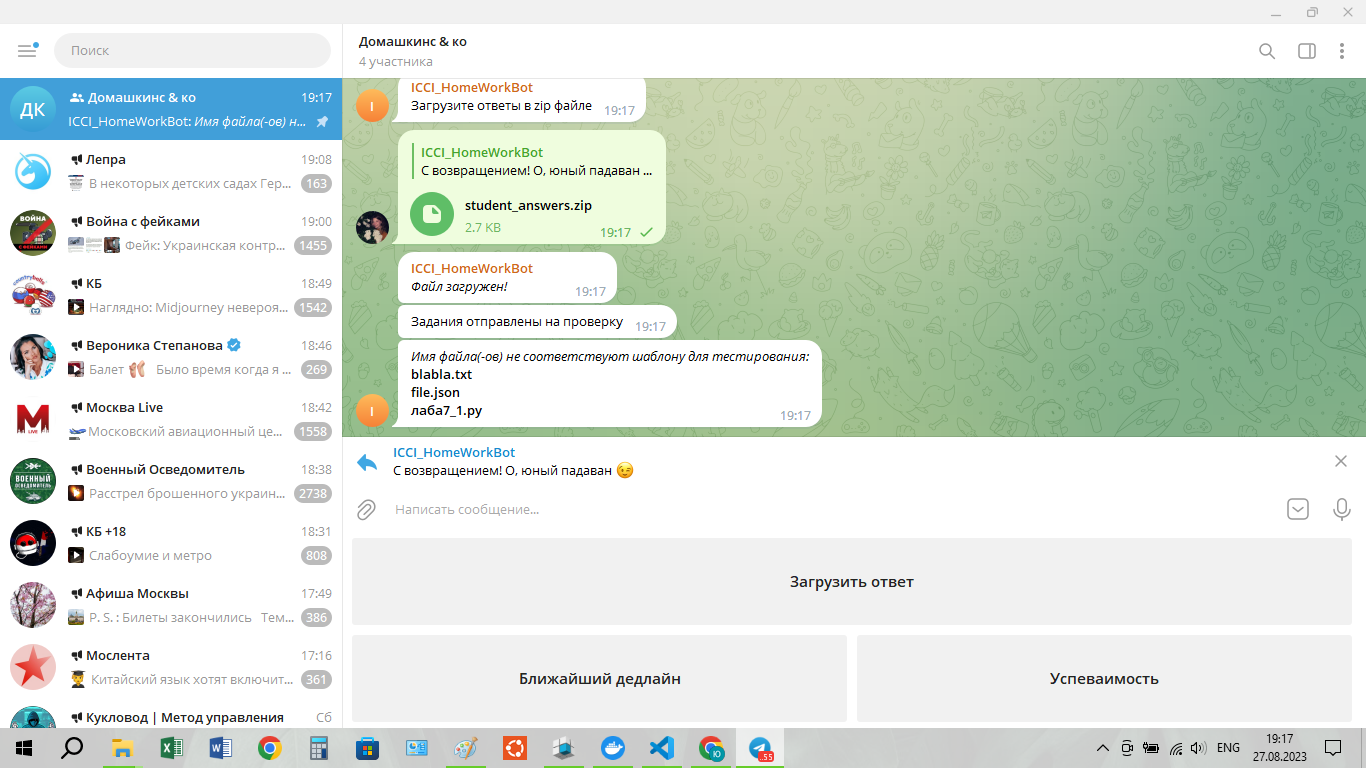 Поиск
ДК
Домашкинс & ко
19:17
ICCI_HomeWorkBot: Имя файла(-ов) н...
Лепра
19:08
В некоторых детских садах Гер...
163
ВОЙНА
С ФЕЙКАМИ
Война с фейками
19:00
Фейк: Украинская контр...
1455
КБ
18:49
Наглядно: Midjourney невероя...
1542
Вероника Степанова
18:46
Балет 👣 Было время когда я ...
269
М
LIVE
Москва Live
18:42
Московский авиационный це...
1558
ВОЕННЫЙ
ОСВЕДОМИТЕЛЬ
Военный Осведомитель
18:38
Расстрел брошенного украин...
2738
КБ +18
18:31
Слабоумие и метро
808
Афиша Москвы
17:49
P. S. : Билеты закончились Тем...
386
Мослента
17:16
Китайский язык хотят включит...
361
Кукловод | Метод управления
Сб
Домашкинс & ко
4 участника
I
ICCI_HomeWorkBot
Загрузите ответы в zip файле
19:17
ICCI_HomeWorkBot
С возвращением! О, юный падаван ...
student_answers.zip
2.7 KB
19:17
ICCI_HomeWorkBot
Файл загружен!
19:17
Задания отправлены на проверку
19:17
Имя файла(-ов) не соответствуют шаблону для тестирования:
blabla.txt
file.json
лаба7_1.py
19:17
I
ICCI_HomeWorkBot
С возвращением! О, юный падаван 😉
Написать сообщение...
Загрузить ответ
Ближайший дедлайн
Успеваимость
IO
..55
ENG
19:17
27.08.2023